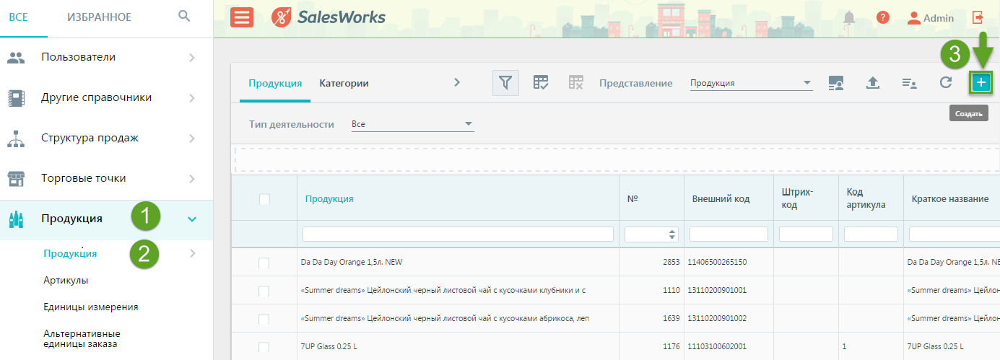 ВСЕ ИЗБРАННОЕ
SalesWorks
? Admin
Пользователи
Другие справочники
Структура продаж
Торговые точки
Продукция 1
Продукция 2
Артикулы
Единицы измерения
Альтернативные
единицы заказа
3
Продукция Категории Представление Продукция
Создать
Тип деятельности Все
Продукция № Внешний код Штрих-
код Код
артикула Краткое название
Da Da Day Orange 1,5л. NEW 2853 11406500265150 Da Da Day Orange 1,5л. NE
«Summer dreams» Цейлонский черный листовой чай с кусочками клубники и с 1110 13110200901001 «Summer dreams» Цейлон
«Summer dreams» Цейлонский черный листовой чай с кусочками абрикоса, леп 1639 13110200901002 «Summer dreams» Цейлон
7UP Glass 0.25 L 1176 11103100602001 1 7UP Glass 0.25 L